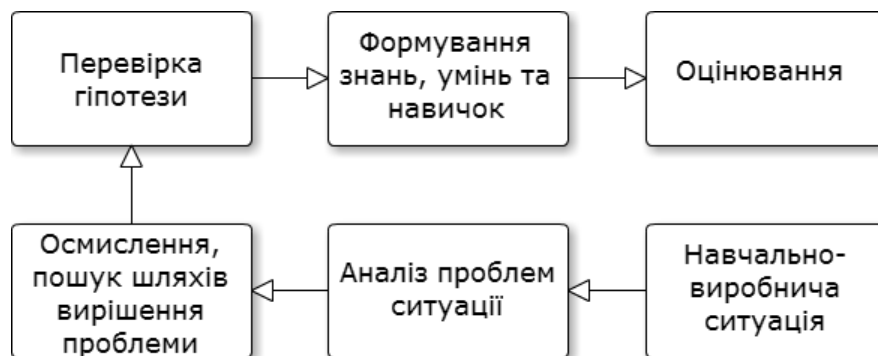 Перевірка
гіпотези
Формування
знань, умінь та
навичок
Оцінювання
Осмислення,
пошук шляхів
вирішення
проблеми
Аналіз проблем
ситуації
Навчально-
виробнича
ситуація